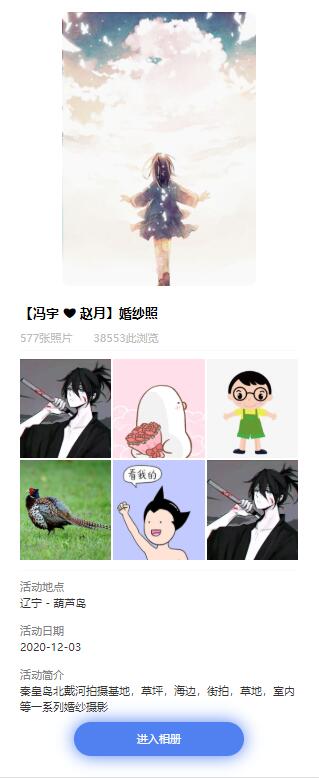 【冯宇 ❤ 赵月】婚纱照
577张照片 38553此浏览
看我的
活动地点
辽宁 - 葫芦岛
活动日期
2020-12-03
活动简介
秦皇岛北戴河拍摄基地，草坪，海边，街拍，草地，室内
等一系列婚纱摄影
进入相册